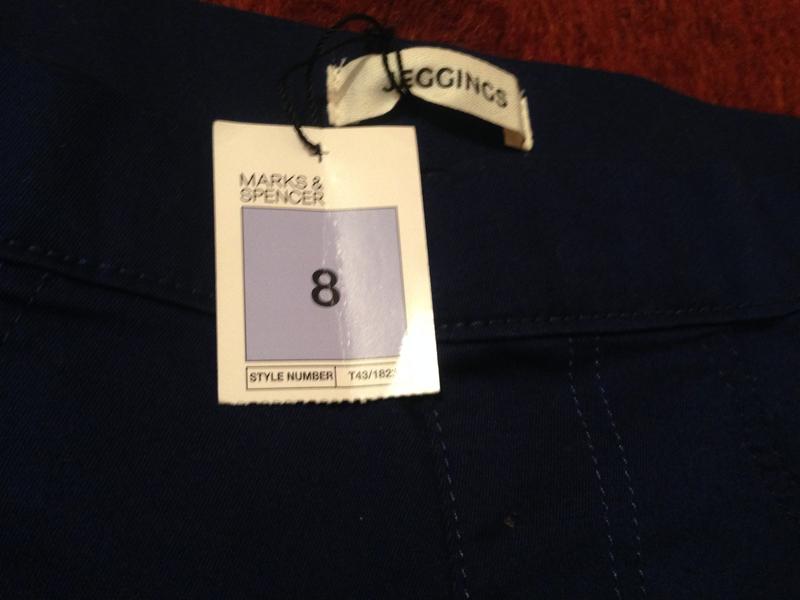 JEGGINGS
MARKS &
SPENCER
8
STYLE NUMBER